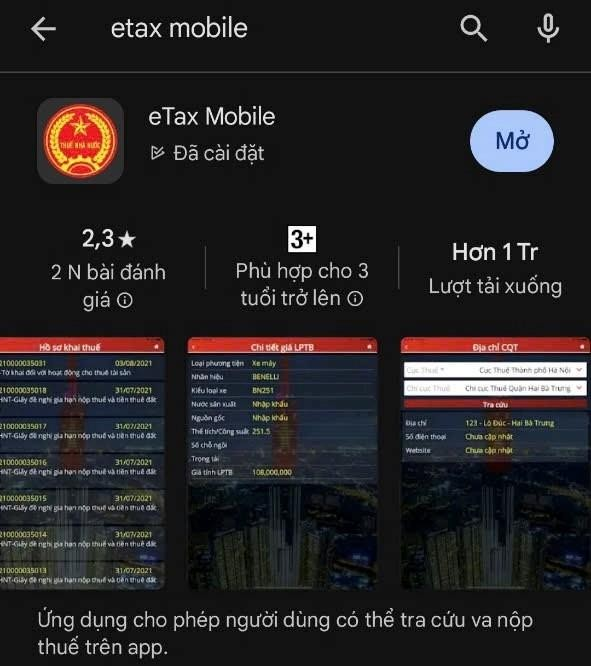 etax mobile
THUẾ NHÀ NƯỚC
eTax Mobile
Đã cài đặt
Mở
2,3★
2 N bài đánh
giá
3+
Phù hợp cho 3
tuổi trở lên
Hơn 1 Tr
Lượt tải xuống
Hồ sơ khai thuế
210000035031 03/08/2021
-Tờ khai đối với hoạt động cho thuê tài sản
210000035018 31/07/2021
HNT-Giấy đề nghị gia hạn nộp thuế và tiền thuê đất
210000035017 31/07/2021
HNT-Giấy đề nghị gia hạn nộp thuế và tiền thuê đất
210000035016 31/07/2021
HNT-Giấy đề nghị gia hạn nộp thuế và tiền thuê đất
210000035015 31/07/2021
HNT-Giấy đề nghị gia hạn nộp thuế và tiền thuê đất
210000035014 31/07/2021
HNT-Giấy đề nghị gia hạn nộp thuế và tiền thuê đất
210000035013 31/07/2021
HNT-Giấy đề nghị gia hạn nộp thuế và tiền thuê đất
Chi tiết giá LPTB
Loại phương tiện Xe máy
Nhãn hiệu BENELLI
Kiểu loại xe BN251
Nước sản xuất Nhập khẩu
Nguồn gốc Nhập khẩu
Thể tích/Công suất 251.5
Số chỗ ngồi
Trọng tải
Giá tính LPTB 108,000,000
Địa chỉ CQT
Cục Thuế * Cục Thuế Thành phố Hà Nội
Chi cục Thuế Chi cục Thuế Quận Hai Bà Trưng
Tra cứu
Địa chỉ 123 - Lò Đúc - Hai Bà Trưng
Số điện thoại Chưa cập nhật
Website Chưa cập nhật
Ứng dụng cho phép người dùng có thể tra cứu va nộp
thuế trên app.